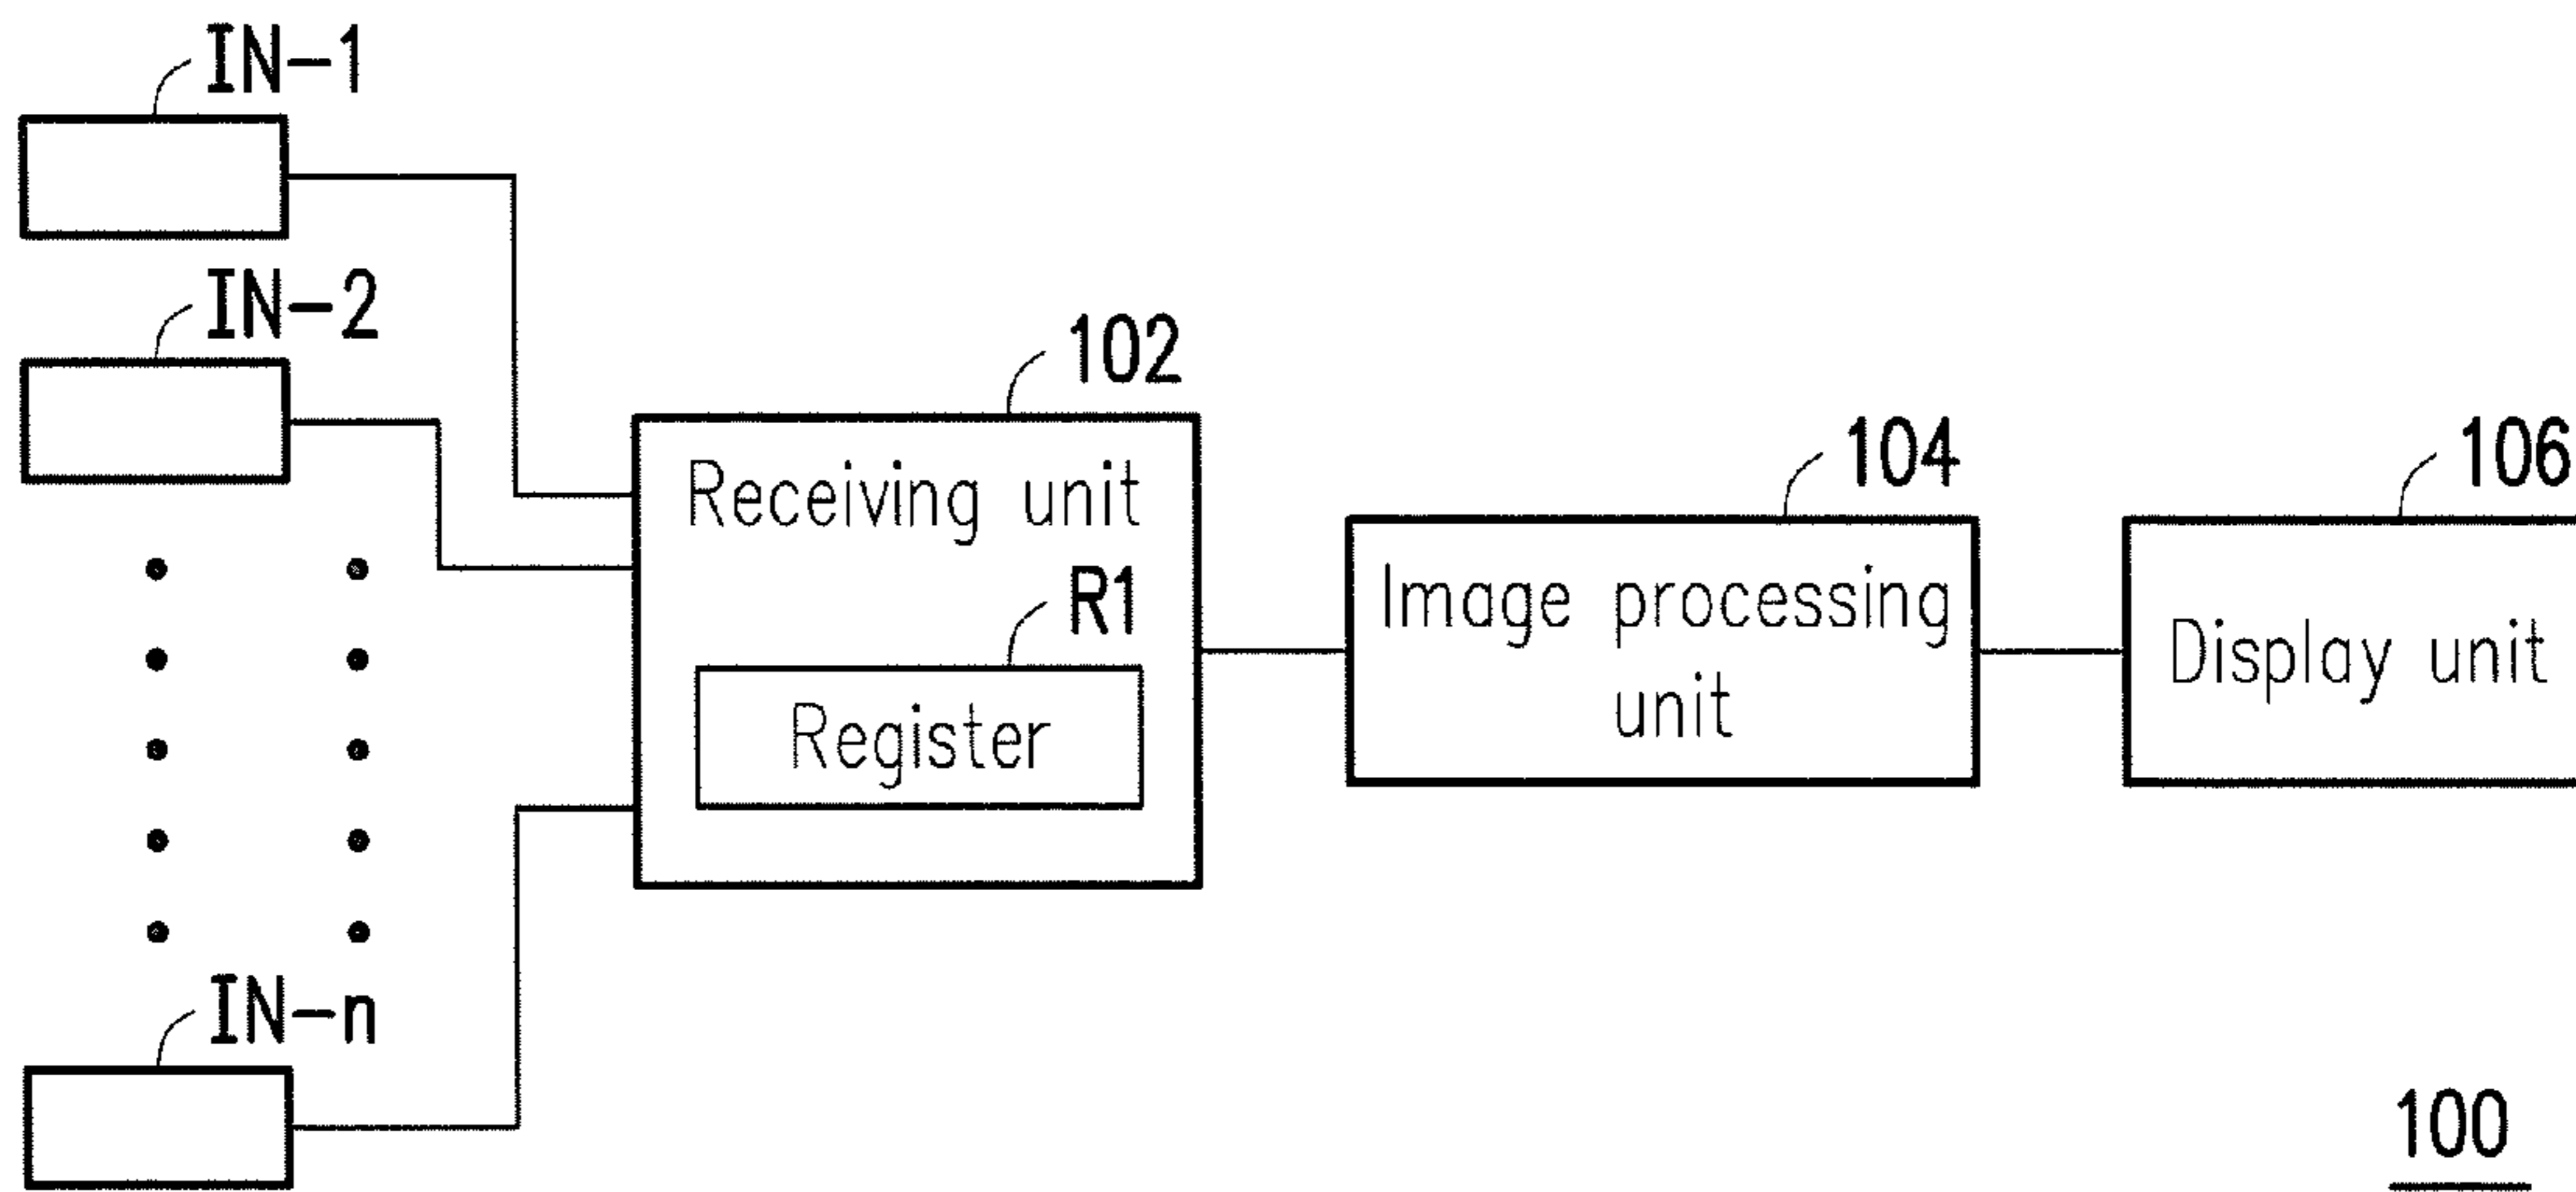 IN-1
IN-2
102
Receiving unit
R1
Register
104
Image processing
unit
106
Display unit
IN-n
100